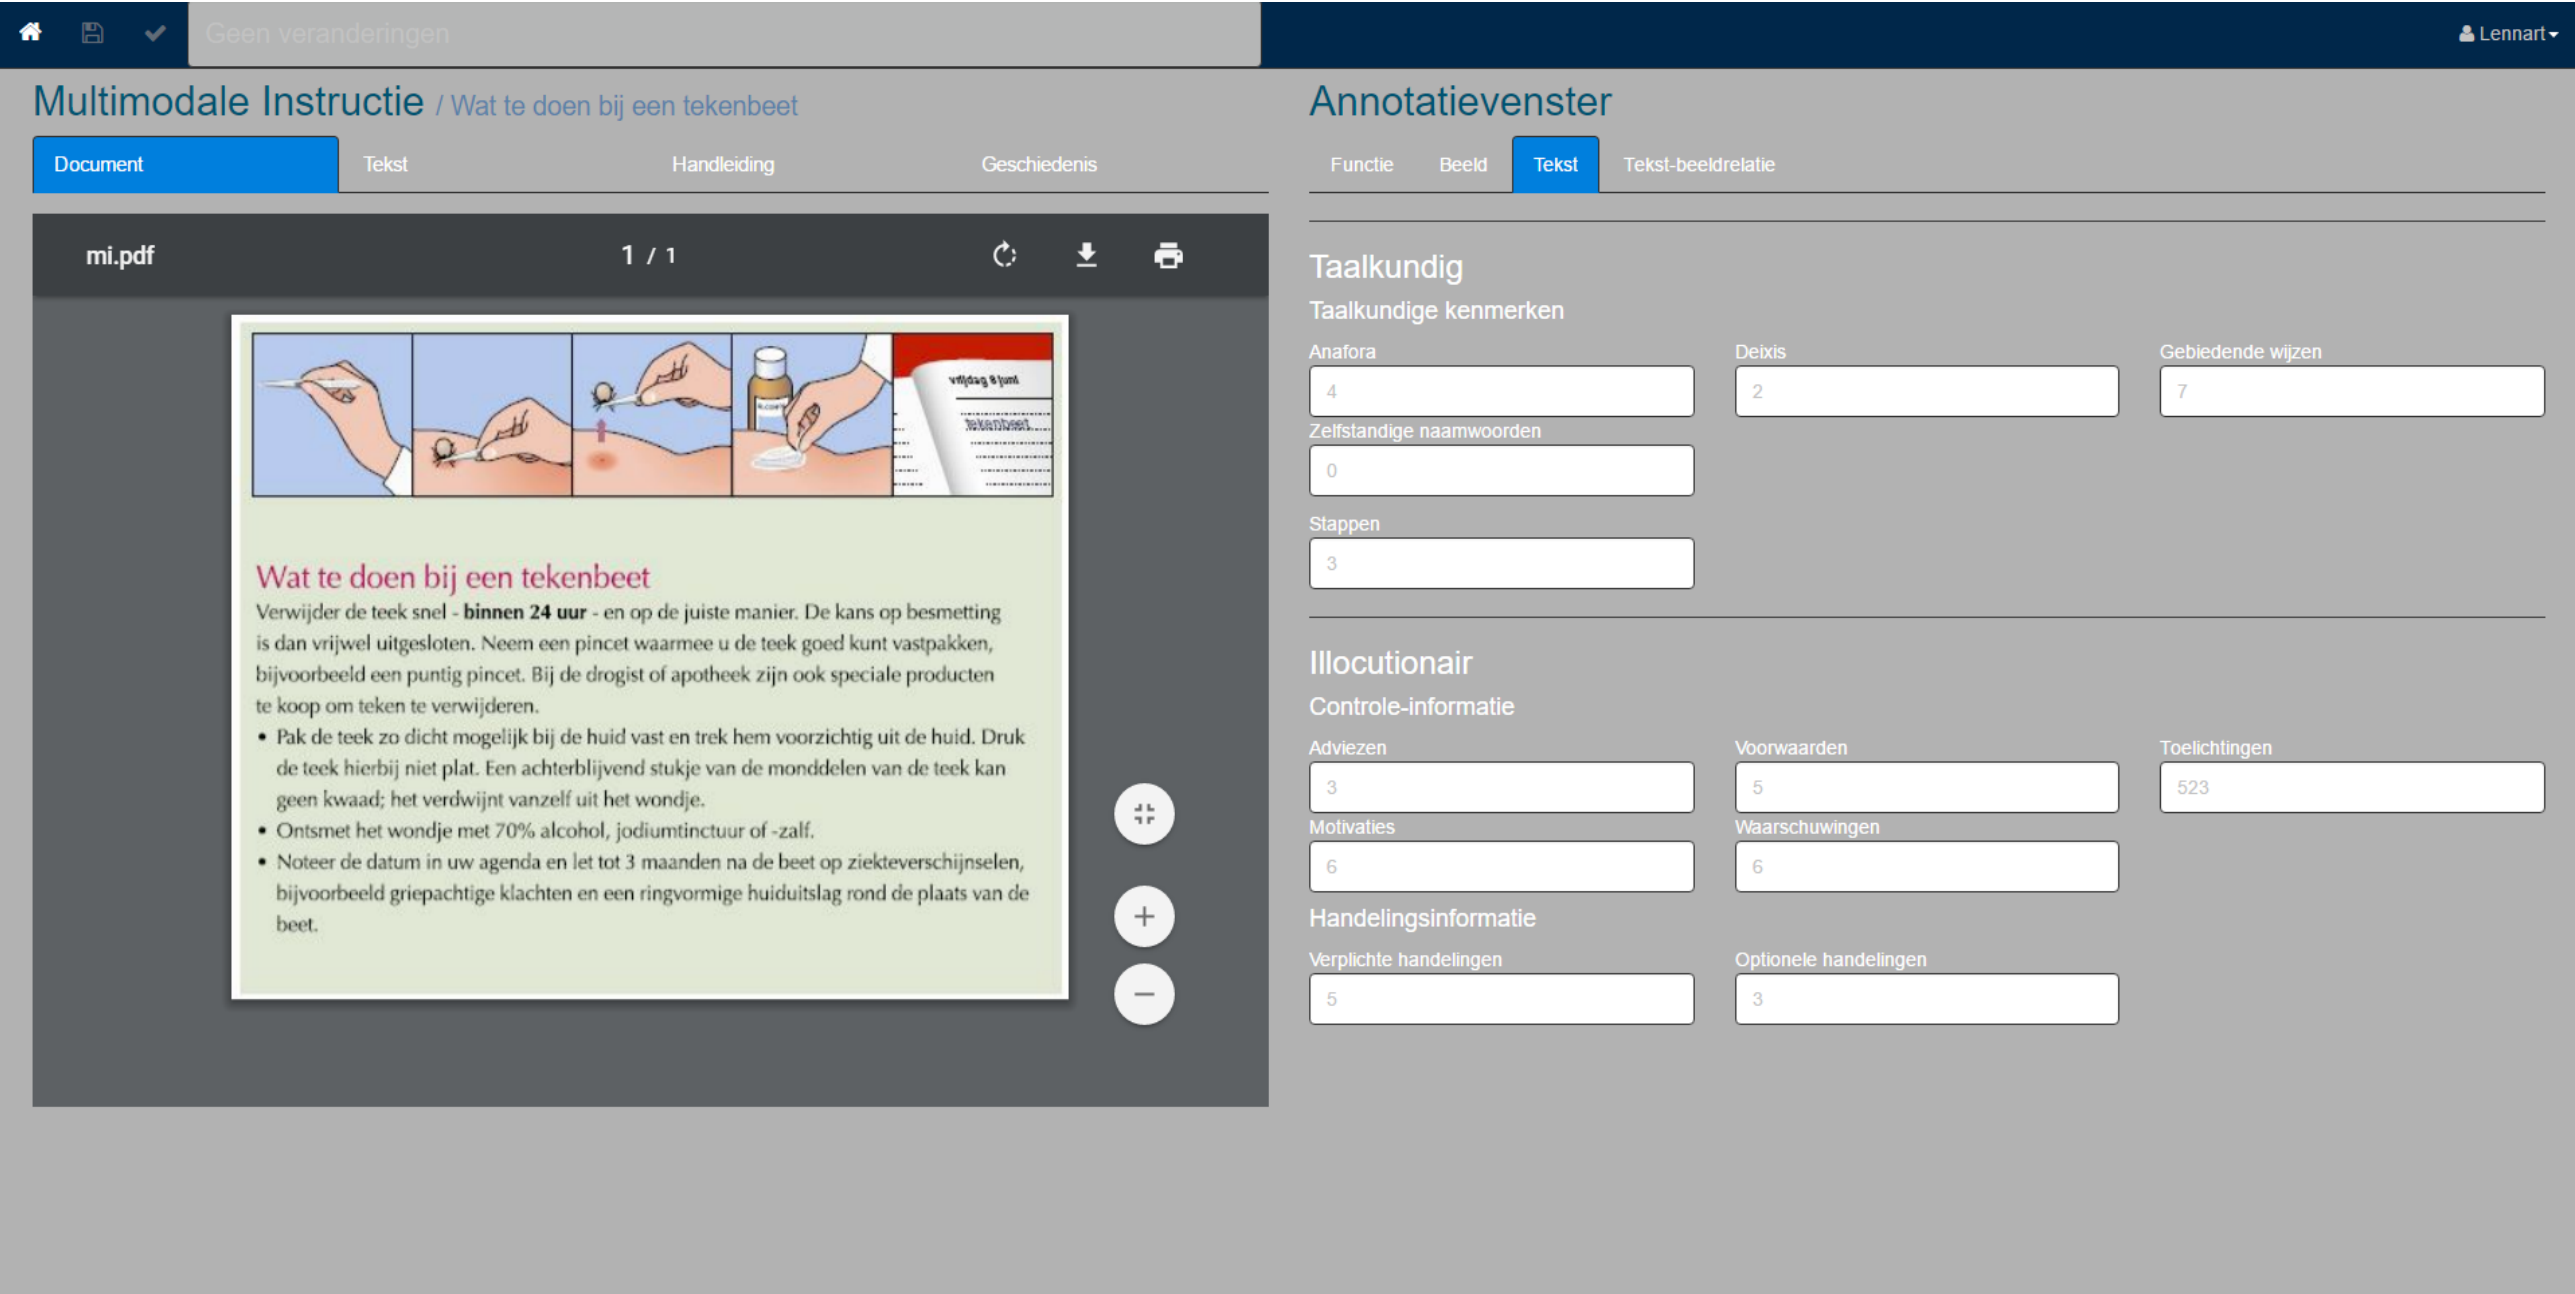 Geen veranderingen
Lennart
Multimodale Instructie / Wat te doen bij een tekenbeet
Document Tekst Handleiding Geschiedenis
mi.pdf 1 / 1
vrijdag 8 juni
tekenbeet
Wat te doen bij een tekenbeet
Verwijder de teek snel - binnen 24 uur - en op de juiste manier. De kans op besmetting
is dan vrijwel uitgesloten. Neem een pincet waarmee u de teek goed kunt vastpakken,
bijvoorbeeld een puntig pincet. Bij de drogist of apotheek zijn ook speciale producten
te koop om teken te verwijderen.
• Pak de teek zo dicht mogelijk bij de huid vast en trek hem voorzichtig uit de huid. Druk
de teek hierbij niet plat. Een achterblijvend stukje van de monddelen van de teek kan
geen kwaad; het verdwijnt vanzelf uit het wondje.
• Ontsmet het wondje met 70% alcohol, jodiumtinctuur of -zalf.
• Noteer de datum in uw agenda en let tot 3 maanden na de beet op ziekteverschijnselen,
bijvoorbeeld griepachtige klachten en een ringvormige huiduitslag rond de plaats van de
beet.
Annotatievenster
Functie Beeld Tekst Tekst-beeldrelatie
Taalkundig
Taalkundige kenmerken
Anafora Deixis Gebiedende wijzen
4 2 7
Zelfstandige naamwoorden
0
Stappen
3
Illocutionair
Controle-informatie
Adviezen Voorwaarden Toelichtingen
3 5 523
Motivaties Waarschuwingen
6 6
Handelingsinformatie
Verplichte handelingen Optionele handelingen
5 3